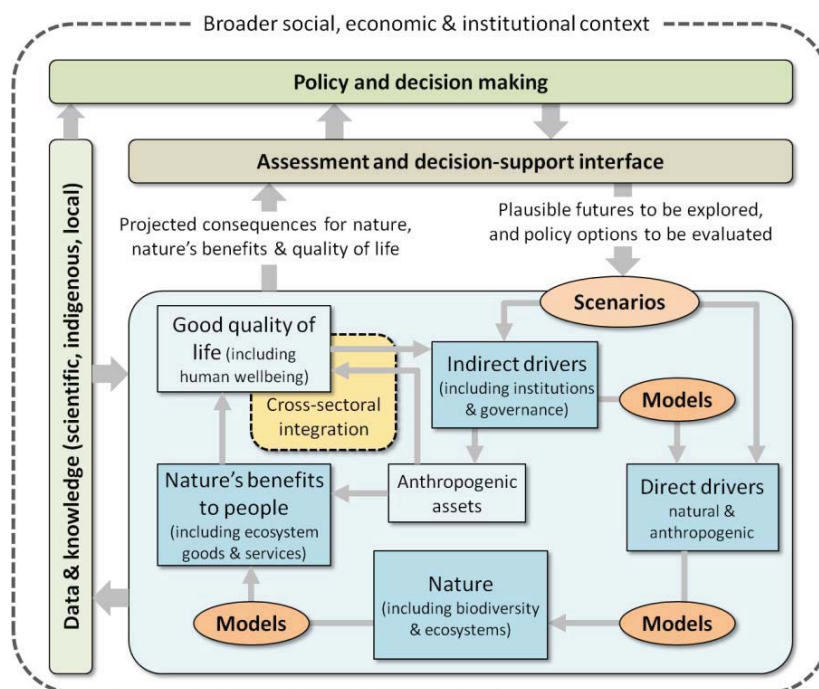 Broader social, economic & institutional context
Policy and decision making
Assessment and decision-support interface
Data & knowledge (scientific, indigenous, local)
Projected consequences for nature,
nature's benefits & quality of life
Plausible futures to be explored,
and policy options to be evaluated
Scenarios
Good quality of
life (including
human wellbeing)
Cross-sectoral
integration
Indirect drivers
(including institutions
& governance)
Models
Nature's benefits
to people
(including ecosystem
goods & services)
Anthropogenic
assets
Direct drivers
natural &
anthropogenic
Models
Nature
(including biodiversity
& ecosystems)
Models